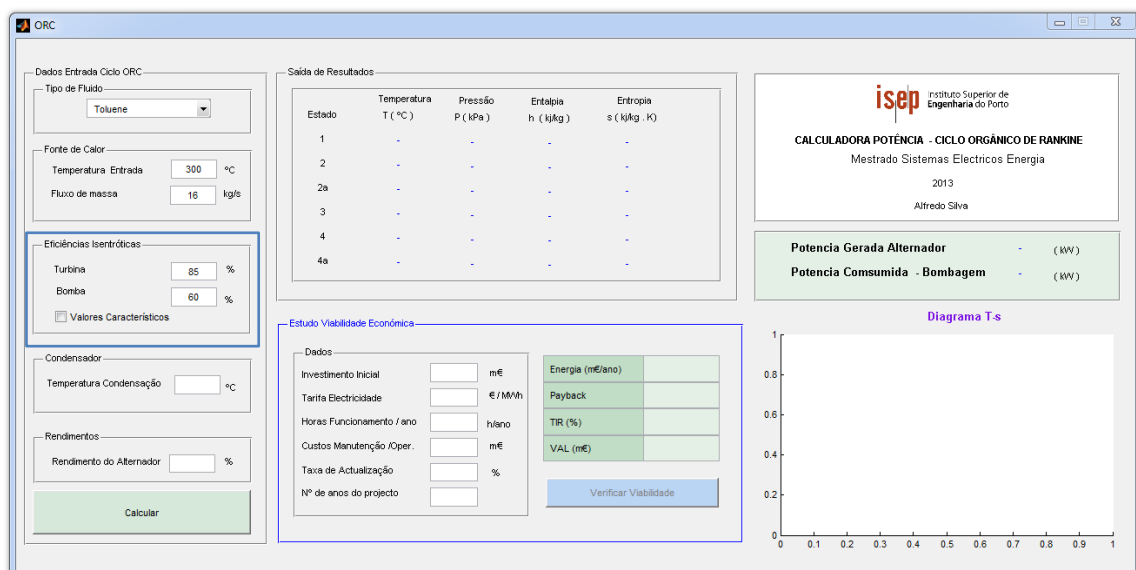 ORC
Dados Entrada Ciclo ORC
Tipo de Fluido
Toluene
Fonte de Calor
Temperatura Entrada 300 °C
Fluxo de massa 16 kg/s
Eficiências Isentróticas
Turbina 85 %
Bomba 60 %
Valores Característicos
Condensador
Temperatura Condensação °C
Rendimentos
Rendimento do Alternador %
Calcular
Saída de Resultados
Temperatura Pressão Entalpia Entropia
Estado T ( °C ) P ( kPa ) h ( kj/kg ) s ( kj/kg . K)
1 - - - -
2 - - - -
2a - - - -
3 - - - -
4 - - - -
4a - - - -
Estudo Viabilidade Económica
Dados
Investimento Inicial m€
Tarifa Electricidade € / MWh
Horas Funcionamento / ano h/ano
Custos Manutenção /Oper. m€
Taxa de Actualização %
Nº de anos do projecto
Energia (m€/ano)
Payback
TIR (%)
VAL (m€)
Verificar Viabilidade
isep Instituto Superior de
Engenharia do Porto
CALCULADORA POTÊNCIA - CICLO ORGÂNICO DE RANKINE
Mestrado Sistemas Electricos Energia
2013
Alfredo Silva
Potencia Gerada Alternador - ( kW )
Potencia Comsumida - Bombagem - ( kW )
Diagrama T-s
1
0.8
0.6
0.4
0.2
0
0 0.1 0.2 0.3 0.4 0.5 0.6 0.7 0.8 0.9 1